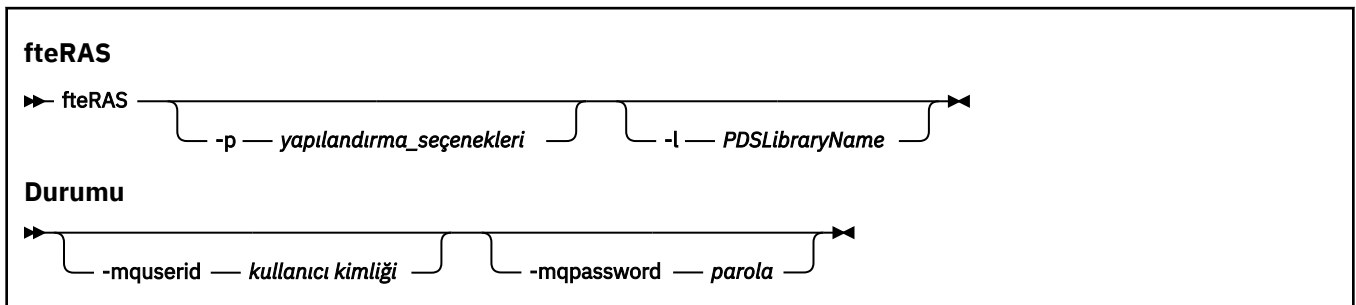 fteRAS
fteRAS
-p yapılandırma_seçenekleri -l PDSLibraryName
Durumu
-mquserid kullanıcı kimliği -mqpassword parola